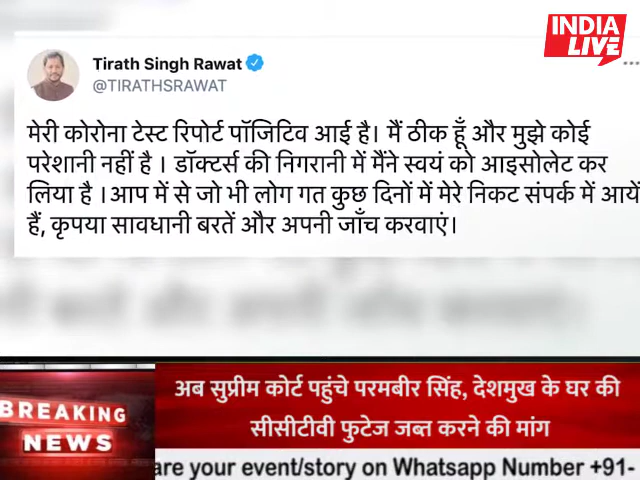 INDIA
LIVE
Tirath Singh Rawat
@TIRATHSRAWAT
मेरी कोरोना टेस्ट रिपोर्ट पॉजिटिव आई है। मैं ठीक हूँ और मुझे कोई
परेशानी नहीं है । डॉक्टर्स की निगरानी में मैंने स्वयं को आइसोलेट कर
लिया है ।आप में से जो भी लोग गत कुछ दिनों में मेरे निकट संपर्क में आयें
हैं, कृपया सावधानी बरतें और अपनी जाँच करवाएं।
अब सुप्रीम कोर्ट पहुंचे परमबीर सिंह, देशमुख के घर की
सीसीटीवी फुटेज जब्त करने की मांग
BREAKING
NEWS
are your event/story on Whatsapp Number +91-